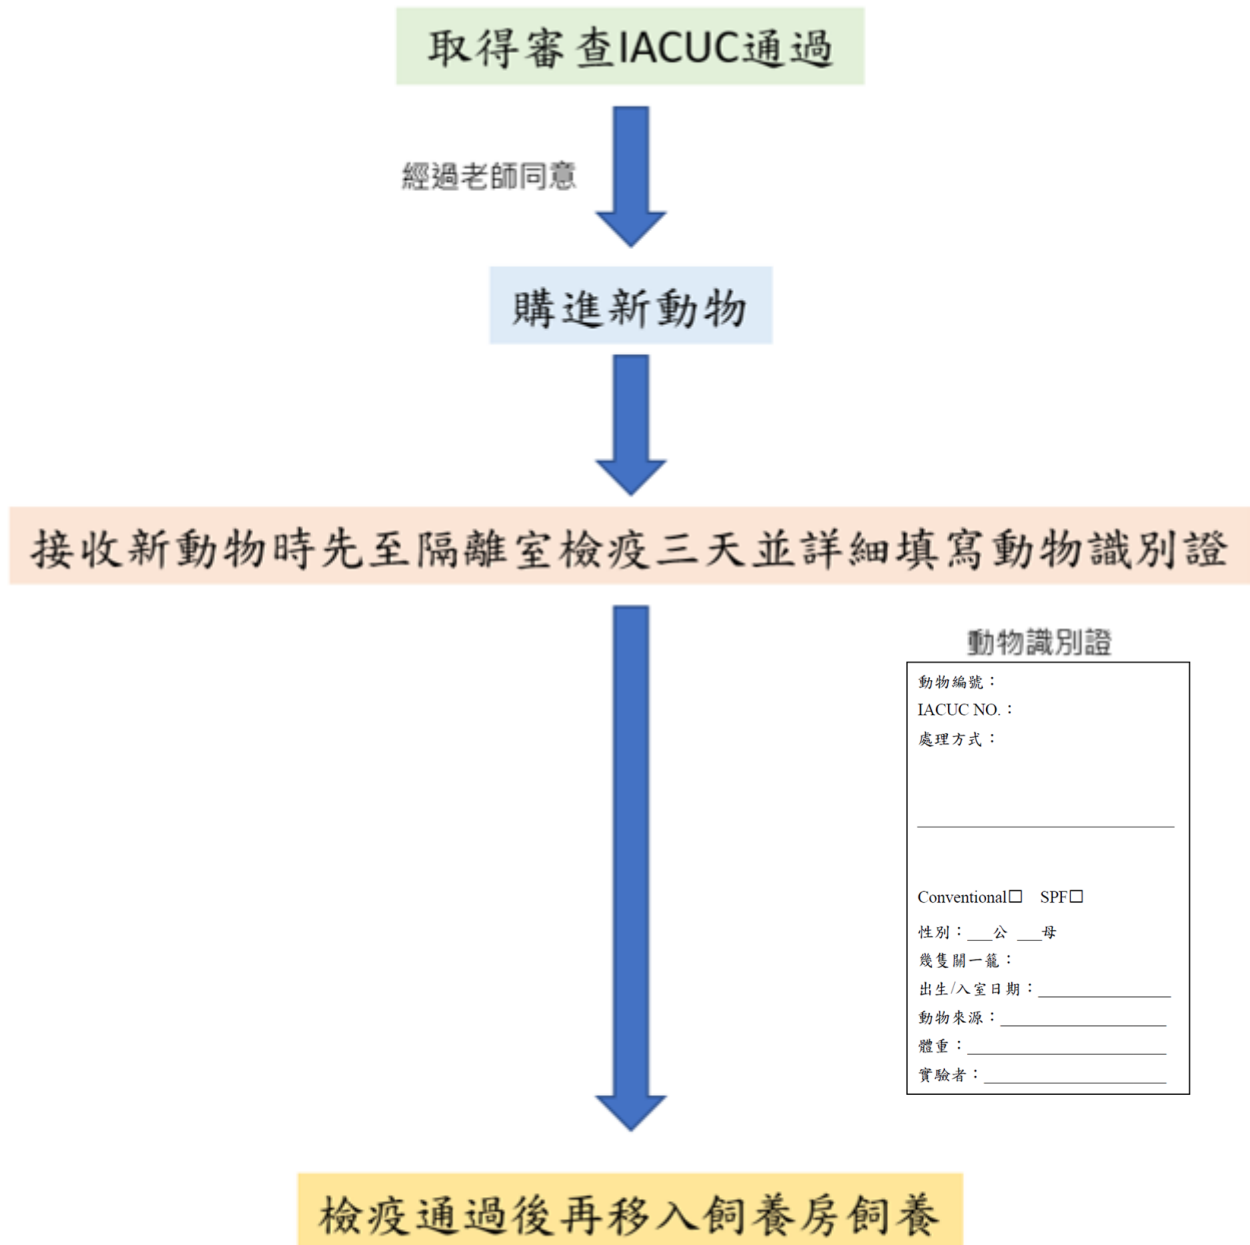 取得審查IACUC通過
經過老師同意
購進新動物
接收新動物時先至隔離室檢疫三天並詳細填寫動物識別證
動物識別證
動物編號：
IACUC NO.：
處理方式：
Conventional□ SPF□
性別：___公 ___母
幾隻關一籠：
出生/入室日期：________________
動物來源：____________________
體重：________________________
實驗者：______________________
檢疫通過後再移入飼養房飼養